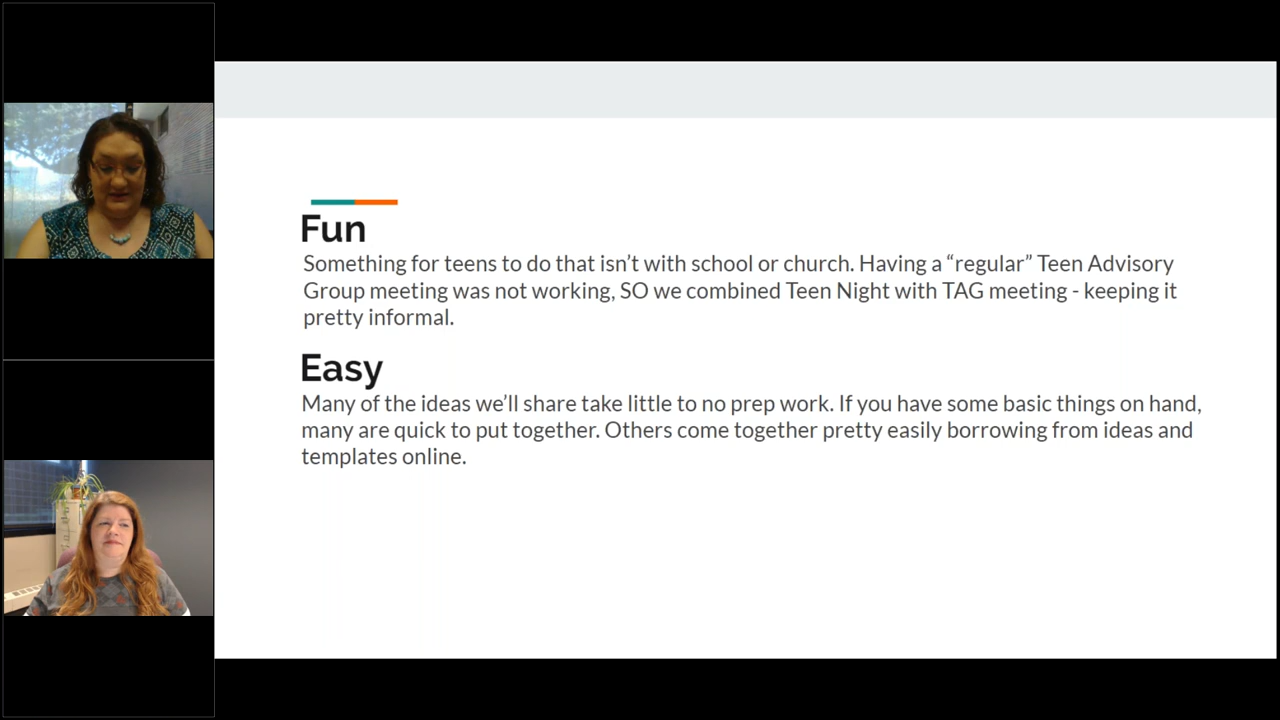 Fun
Something for teens to do that isn’t with school or church. Having a “regular” Teen Advisory
Group meeting was not working, SO we combined Teen Night with TAG meeting - keeping it
pretty informal.
Easy
Many of the ideas we’ll share take little to no prep work. If you have some basic things on hand,
many are quick to put together. Others come together pretty easily borrowing from ideas and
templates online.